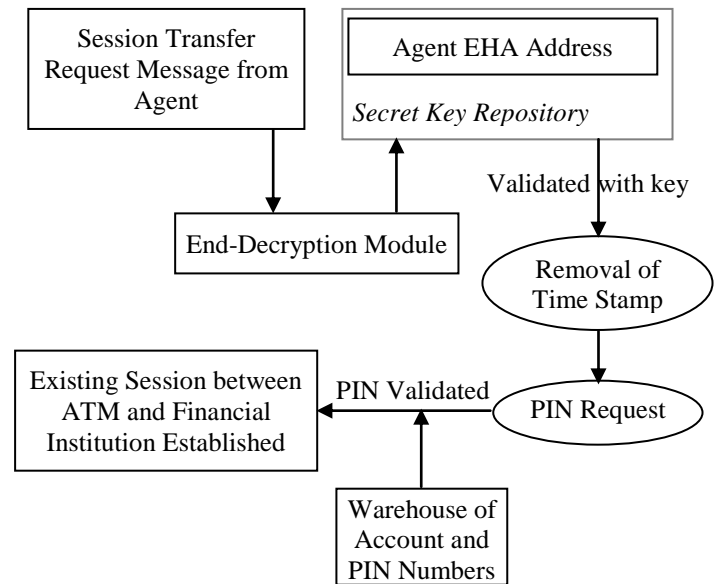 Session Transfer
Request Message from
Agent
Agent EHA Address
Secret Key Repository
Validated with key
End-Decryption Module
Removal of
Time Stamp
Existing Session between
ATM and Financial
Institution Established
PIN Validated
PIN Request
Warehouse of
Account and
PIN Numbers